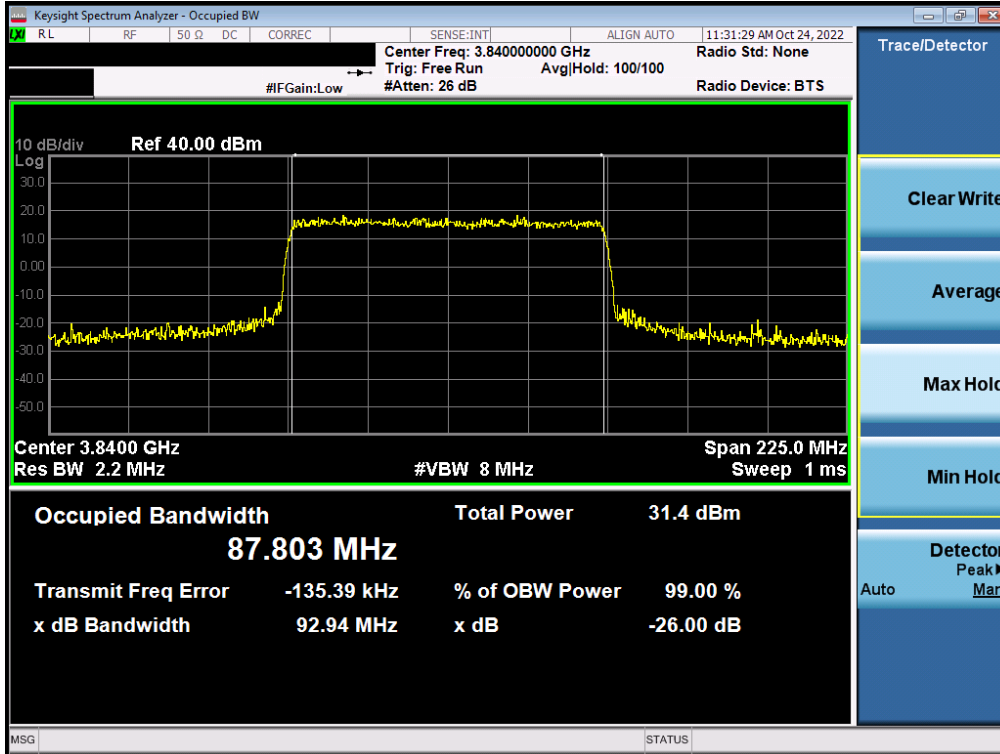 Keysight Spectrum Analyzer - Occupied BW
LXI RL RF 50 Ω DC CORREC SENSE:INT ALIGN AUTO 11:31:29 AM Oct 24, 2022
Center Freq: 3.840000000 GHz Radio Std: None
Trig: Free Run Avg|Hold: 100/100
#IFGain:Low #Atten: 26 dB Radio Device: BTS
Trace/Detector
10 dB/div Ref 40.00 dBm
Log
30.0
20.0
10.0
0.00
-10.0
-20.0
-30.0
-40.0
-50.0
Center 3.8400 GHz Span 225.0 MHz
Res BW 2.2 MHz #VBW 8 MHz Sweep 1 ms
Occupied Bandwidth Total Power 31.4 dBm
87.803 MHz
Transmit Freq Error -135.39 kHz % of OBW Power 99.00 %
x dB Bandwidth 92.94 MHz x dB -26.00 dB
Clear Write
Average
Max Hold
Min Hold
Detector
Peak
Auto Man
MSG STATUS